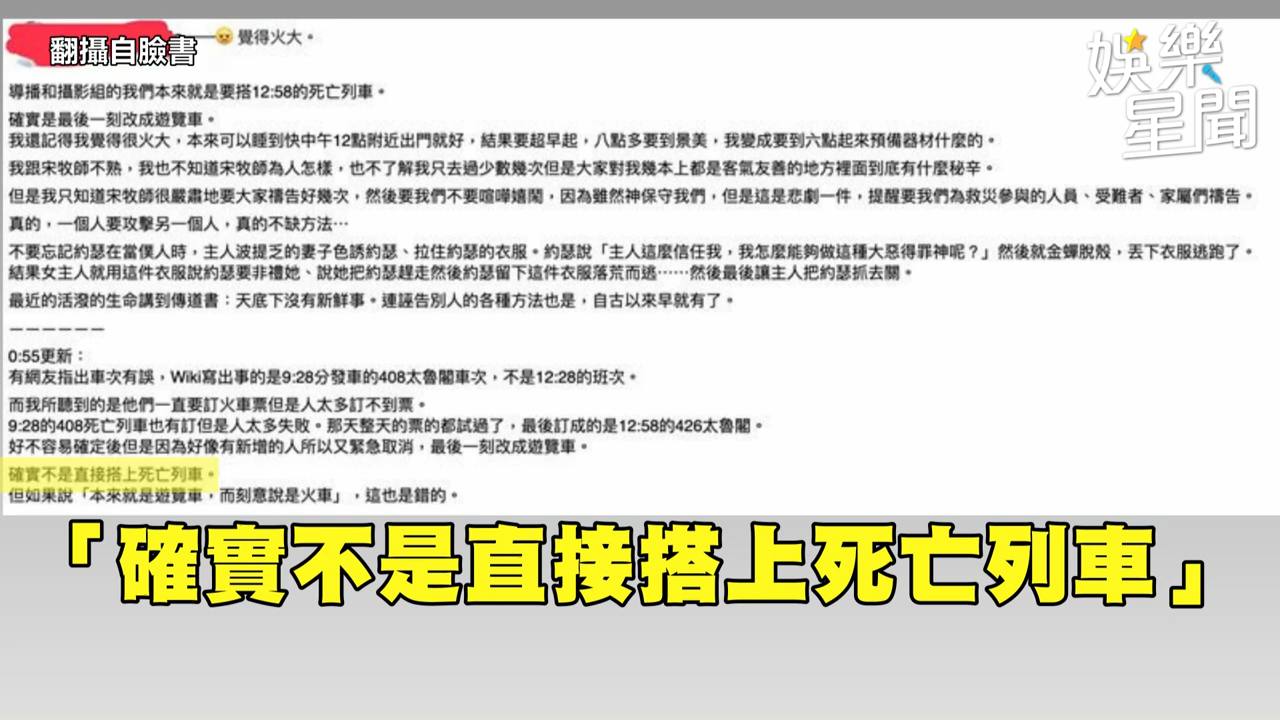 覺得火大。
翻攝自臉書
娛樂
星聞
導播和攝影組的我們本來就是要搭12:58的死亡列車。
確實是最後一刻改成遊覽車。
我還記得我覺得很火大，本來可以睡到快中午12點附近出門就好，結果要超早起，八點多要到景美，我變成要到六點起來預備器材什麼的。
我跟宋牧師不熟，我也不知道宋牧師為人怎樣，也不了解我只去過少數幾次但是大家對我幾本上都是客氣友善的地方裡面到底有什麼秘辛。
但是我只知道宋牧師很嚴肅地要大家禱告好幾次，然後要我們不要喧嘩嬉鬧，因為雖然神保守我們，但是這是悲劇一件，提醒要我們為救災參與的人員、受難者、家屬們禱告。
真的，一個人要攻擊另一個人，真的不缺方法⋯
不要忘記約瑟在當僕人時，主人波提乏的妻子色誘約瑟、拉住約瑟的衣服。約瑟說「主人這麼信任我，我怎麼能夠做這種大惡得罪神呢？」然後就金蟬脫殼，丟下衣服逃跑了。
結果女主人就用這件衣服說約瑟要非禮她、說她把約瑟趕走然後約瑟留下這件衣服落荒而逃⋯⋯然後最後讓主人把約瑟抓去關。
最近的活潑的生命講到傳道書：天底下沒有新鮮事。連誣告別人的各種方法也是，自古以來早就有了。
－－－－－－
0:55更新：
有網友指出車次有誤，Wiki寫出事的是9:28分發車的408太魯閣車次，不是12:28的班次。
而我所聽到的是他們一直要訂火車票但是人太多訂不到票。
9:28的408死亡列車也有訂但是人太多失敗。那天整天的票的都試過了，最後訂成的是12:58的426太魯閣。
好不容易確定後但是因為好像有新增的人所以又緊急取消，最後一刻改成遊覽車。
確實不是直接搭上死亡列車。
但如果說「本來就是遊覽車，而刻意說是火車」，這也是錯的。
「確實不是直接搭上死亡列車」